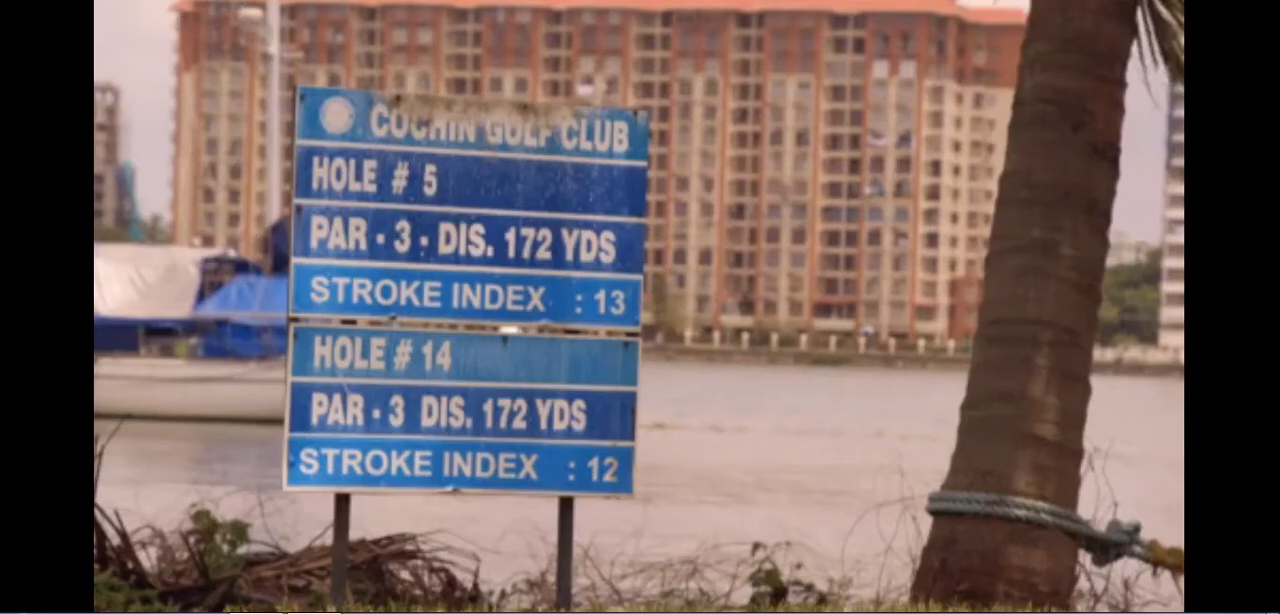 COCHIN GOLF CLUB
HOLE # 5
PAR - 3 - DIS. 172 YDS
STROKE INDEX : 13
HOLE # 14
PAR - 3 DIS. 172 YDS
STROKE INDEX : 12